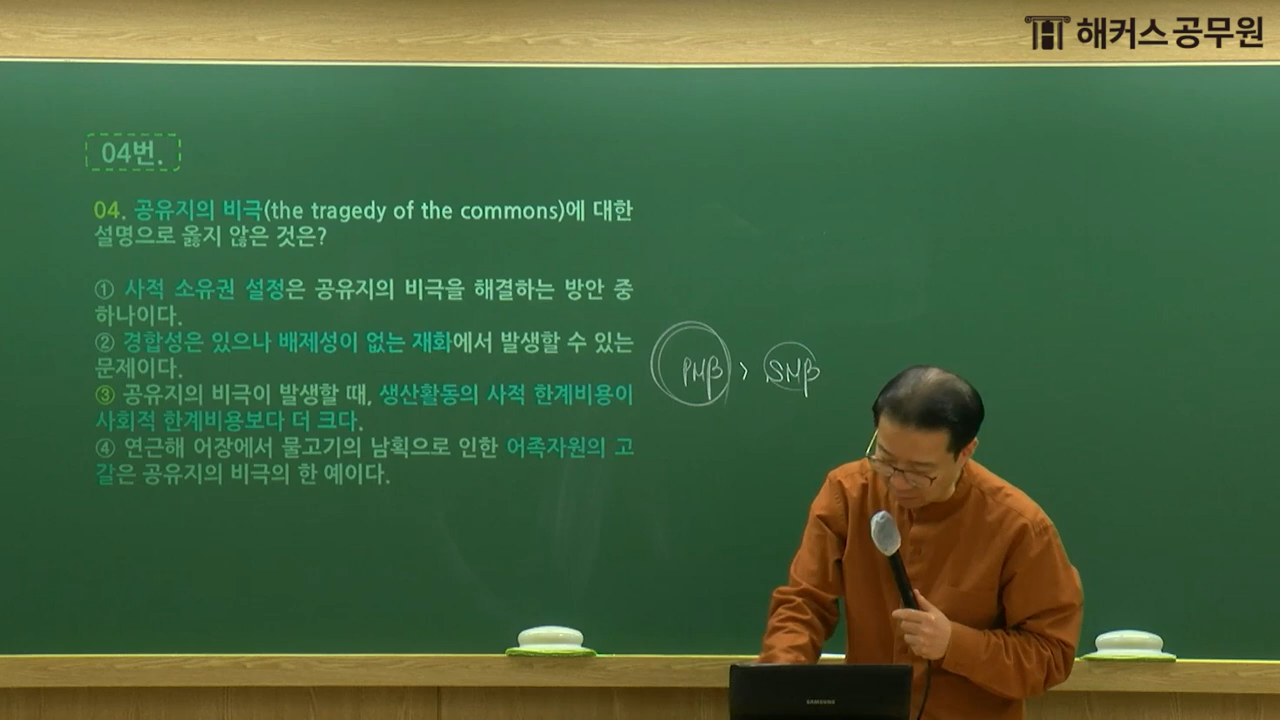 해커스공무원
04번.
04. 공유지의 비극(the tragedy of the commons)에 대한
설명으로 옳지 않은 것은?
① 사적 소유권 설정은 공유지의 비극을 해결하는 방안 중
하나이다.
② 경합성은 있으나 배제성이 없는 재화에서 발생할 수 있는
문제이다.
③ 공유지의 비극이 발생할 때, 생산활동의 사적 한계비용이
사회적 한계비용보다 더 크다.
④ 연근해 어장에서 물고기의 남획으로 인한 어족자원의 고
갈은 공유지의 비극의 한 예이다.
PMB > SMB
SAMSUNG